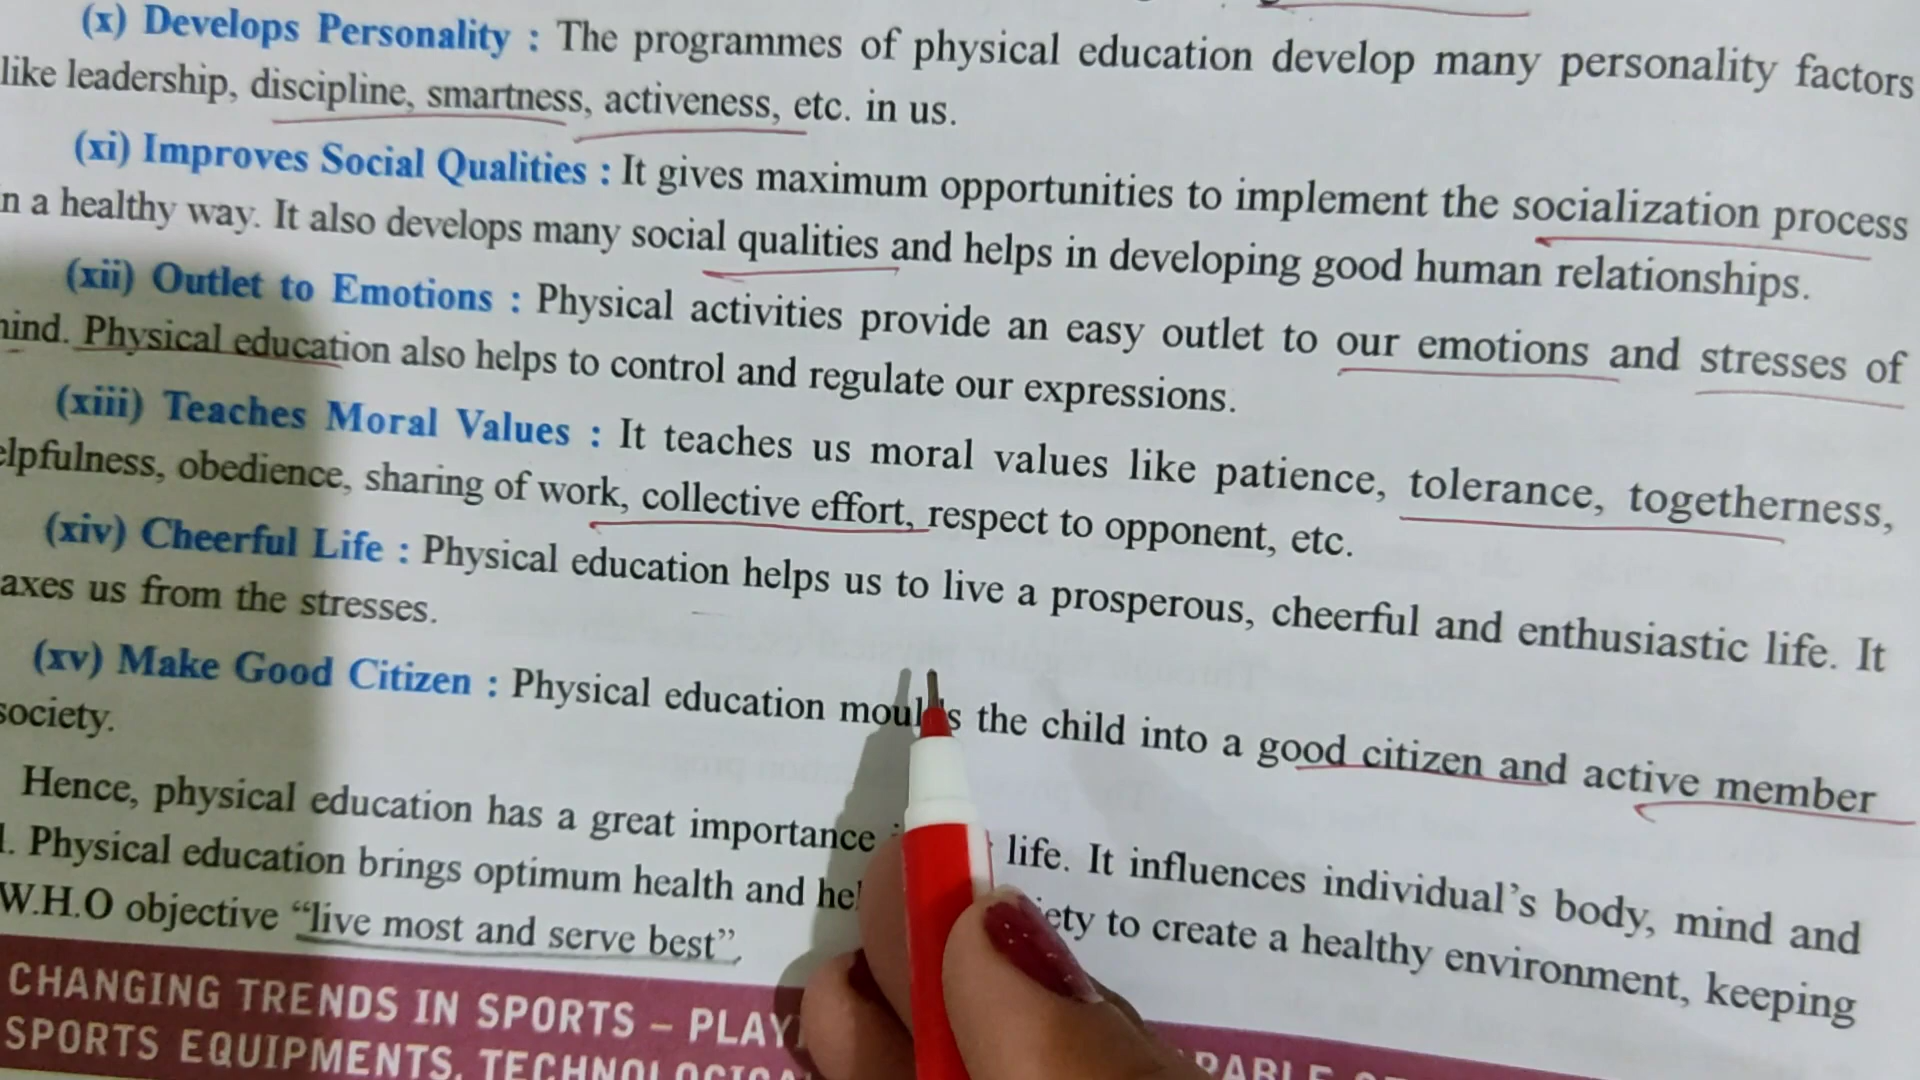 (x) Develops Personality : The programmes of physical education develop many personality factors
like leadership, discipline, smartness, activeness, etc. in us.
(xi) Improves Social Qualities : It gives maximum opportunities to implement the socialization process
n a healthy way. It also develops many social qualities and helps in developing good human relationships.
(xii) Outlet to Emotions : Physical activities provide an easy outlet to our emotions and stresses of
ind. Physical education also helps to control and regulate our expressions.
(xiii) Teaches Moral Values : It teaches us moral values like patience, tolerance, togetherness,
elpfulness, obedience, sharing of work, collective effort, respect to opponent, etc.
(xiv) Cheerful Life : Physical education helps us to live a prosperous, cheerful and enthusiastic life. It
axes us from the stresses.
(xv) Make Good Citizen : Physical education moulds the child into a good citizen and active member
society.
Hence, physical education has a great importance life. It influences individual's body, mind and
l. Physical education brings optimum health and hel iety to create a healthy environment, keeping
W.H.O objective “live most and serve best”.
CHANGING TRENDS IN SPORTS – PLAY
SPORTS EQUIPMENTS, TECHNOLOGICA